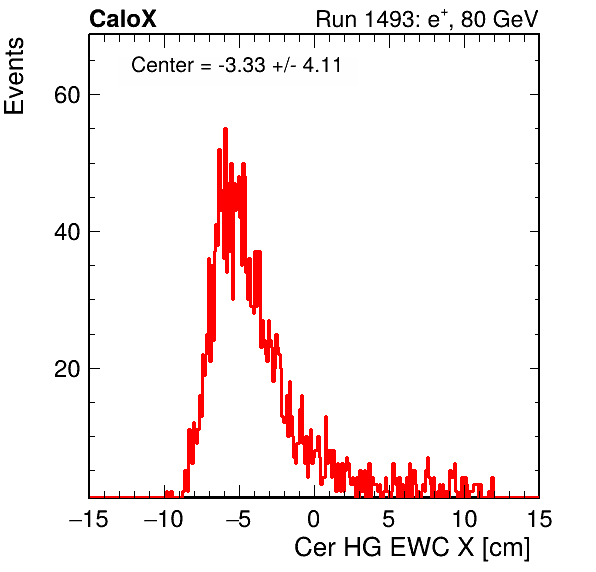 CaloX Run 1493: e⁺, 80 GeV
Center = -3.33 +/- 4.11
Events
60
40
20
−15 −10 −5 0 5 10 15
Cer HG EWC X [cm]